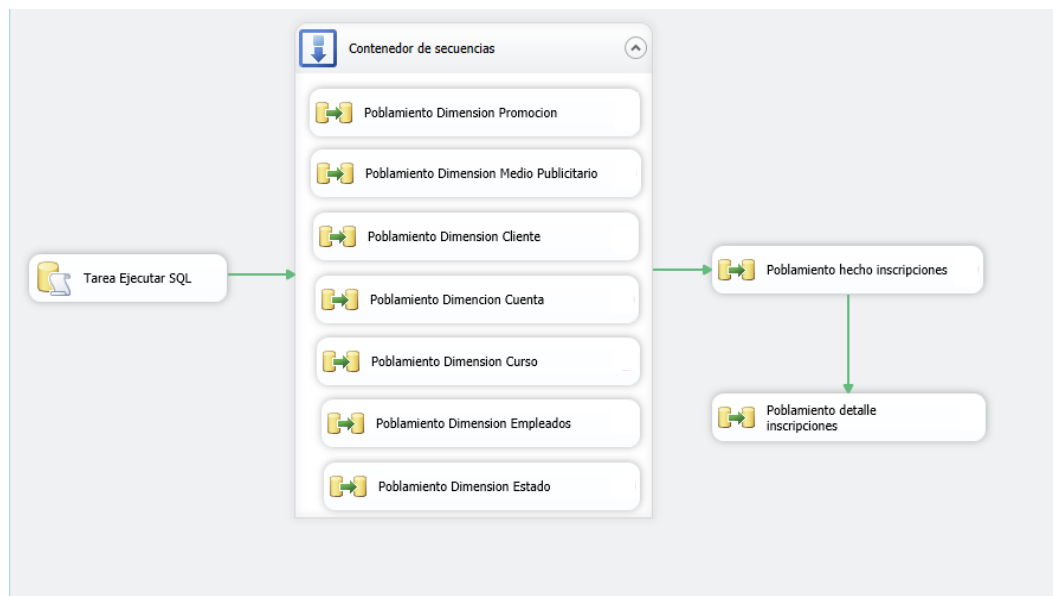 Contenedor de secuencias
Poblamiento Dimension Promocion
Poblamiento Dimension Medio Publicitario
Poblamiento Dimension Cliente
Poblamiento Dimencion Cuenta
Poblamiento Dimension Curso
Poblamiento Dimension Empleados
Poblamiento Dimension Estado
Tarea Ejecutar SQL
Poblamiento hecho inscripciones
Poblamiento detalle
inscripciones